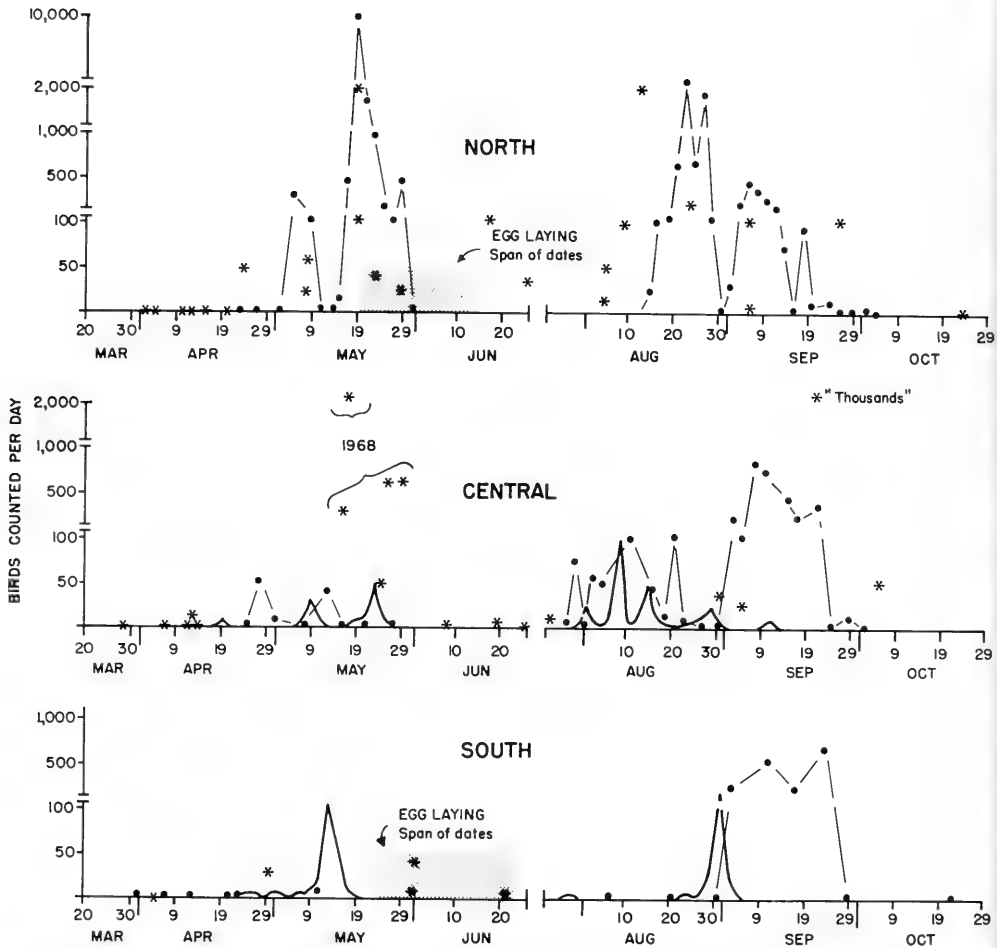 10,000
2,000
1,000
500
100
50
NORTH
EGG LAYING
Span of dates
20 30 9 19 29 9 19 29 9 20 10 20 30 9 19 29 9 19 29
MAR APR MAY JUN AUG SEP OCT
BIRDS COUNTED PER DAY
2,000
1,000
500
100
50
1968
CENTRAL
*"Thousands"
20 30 9 19 29 9 19 29 9 20 10 20 30 9 19 29 9 19 29
MAR APR MAY JUN AUG SEP OCT
1,000
500
100
50
SOUTH
EGG LAYING
Span of dates
20 30 9 19 29 9 19 29 9 20 10 20 30 9 19 29 9 19 29
MAR APR MAY JUN AUG SEP OCT